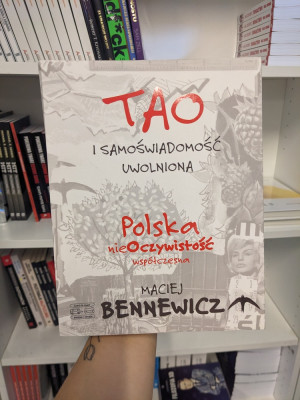 TAO
I SAMOŚWIADOMOŚĆ
UWOLNIONA
Polska
nieOczywistość
współczesna
MACIEJ
BENNEWICZ